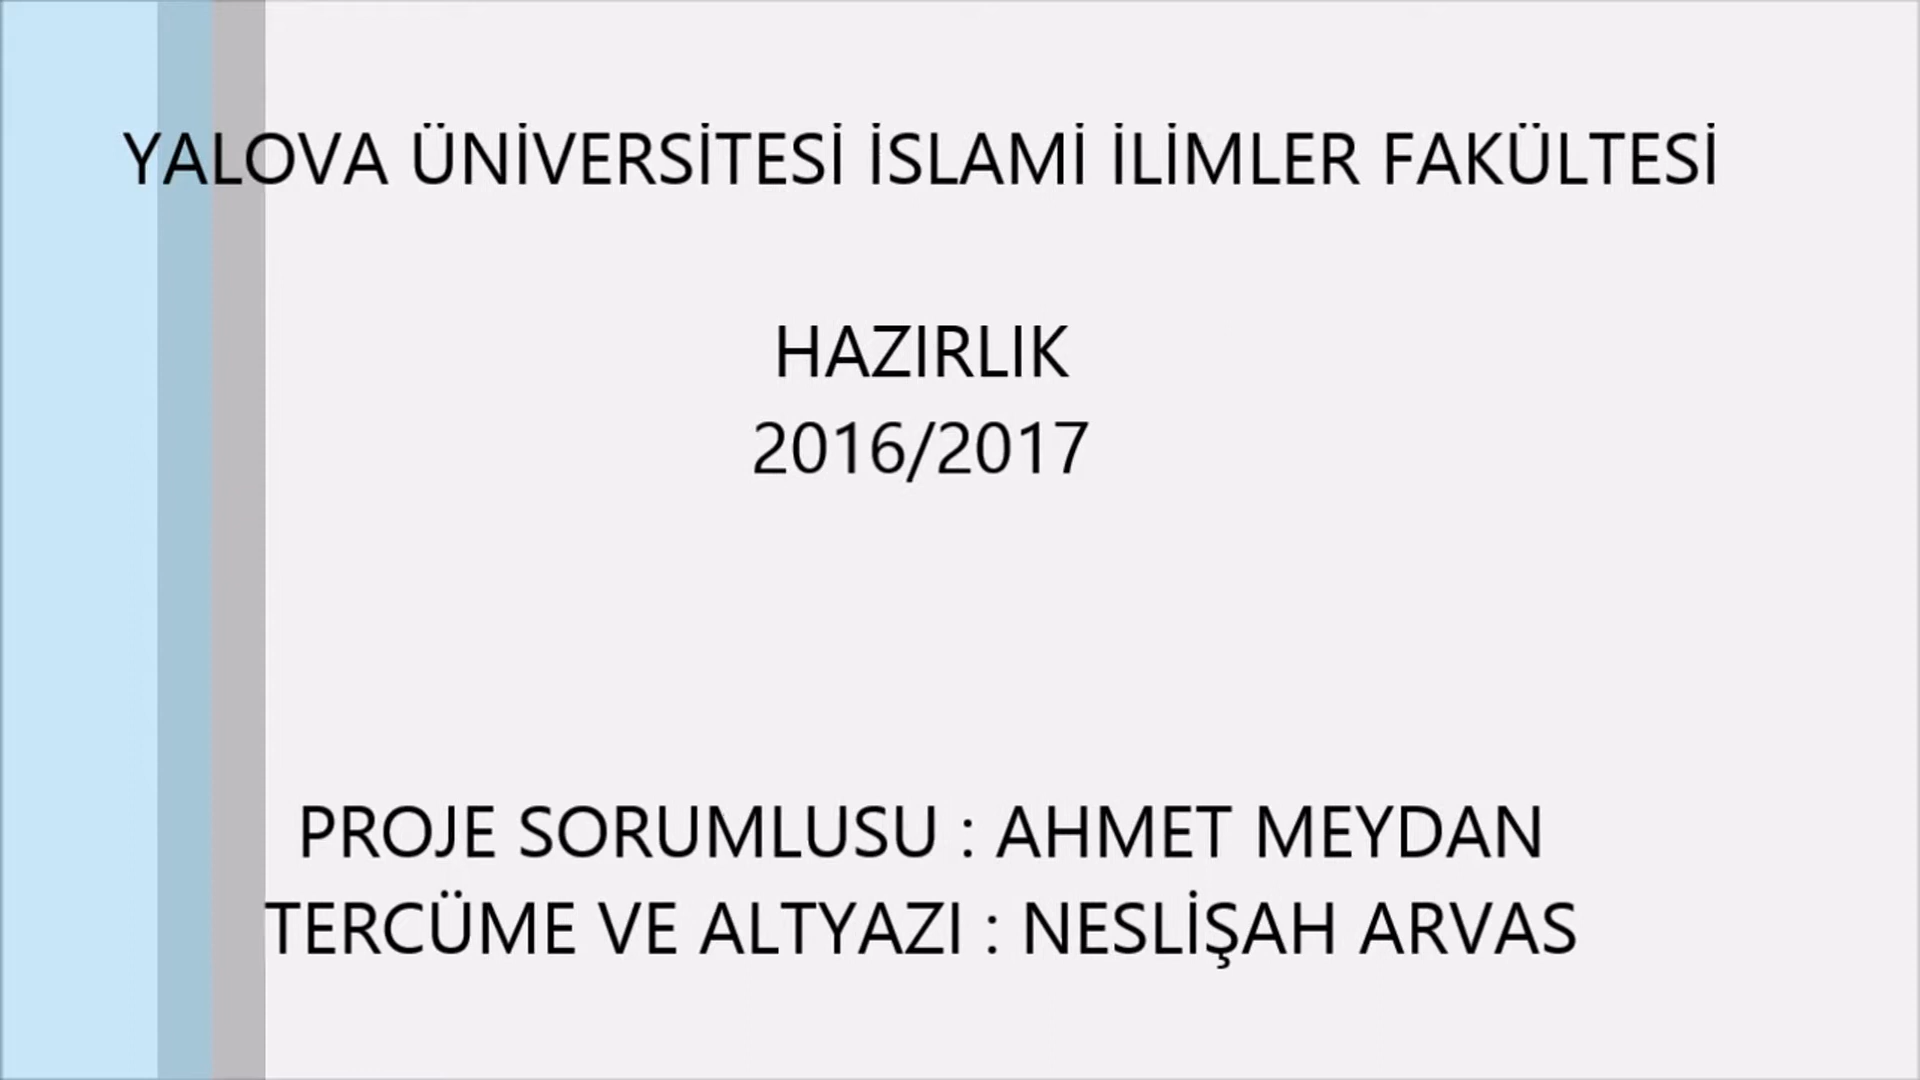 YALOVA ÜNİVERSİTESİ İSLAMİ İLİMLER FAKÜLTESİ
HAZIRLIK
2016/2017
PROJE SORUMLUSU : AHMET MEYDAN
TERCÜME VE ALTYAZI : NESLİŞAH ARVAS